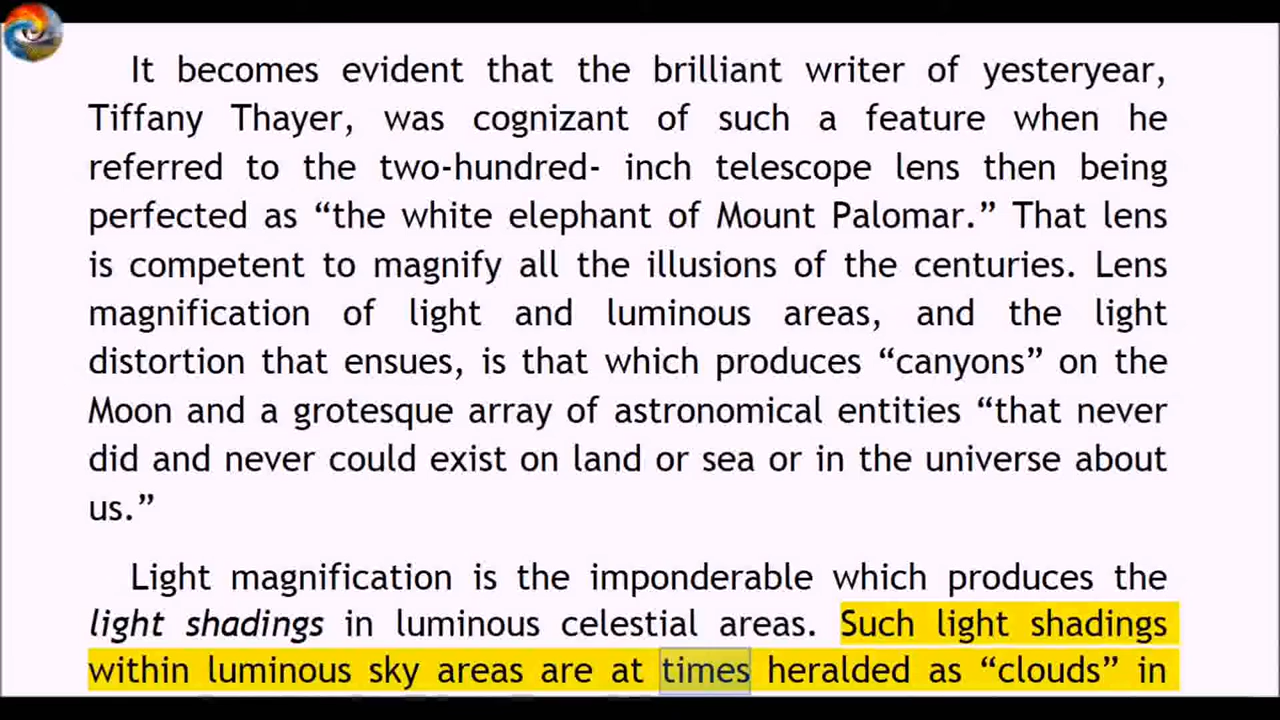 It becomes evident that the brilliant writer of yesteryear,
Tiffany Thayer, was cognizant of such a feature when he
referred to the two-hundred- inch telescope lens then being
perfected as “the white elephant of Mount Palomar.” That lens
is competent to magnify all the illusions of the centuries. Lens
magnification of light and luminous areas, and the light
distortion that ensues, is that which produces “canyons” on the
Moon and a grotesque array of astronomical entities “that never
did and never could exist on land or sea or in the universe about
us.”
Light magnification is the imponderable which produces the
light shadings in luminous celestial areas. Such light shadings
within luminous sky areas are at times heralded as “clouds” in